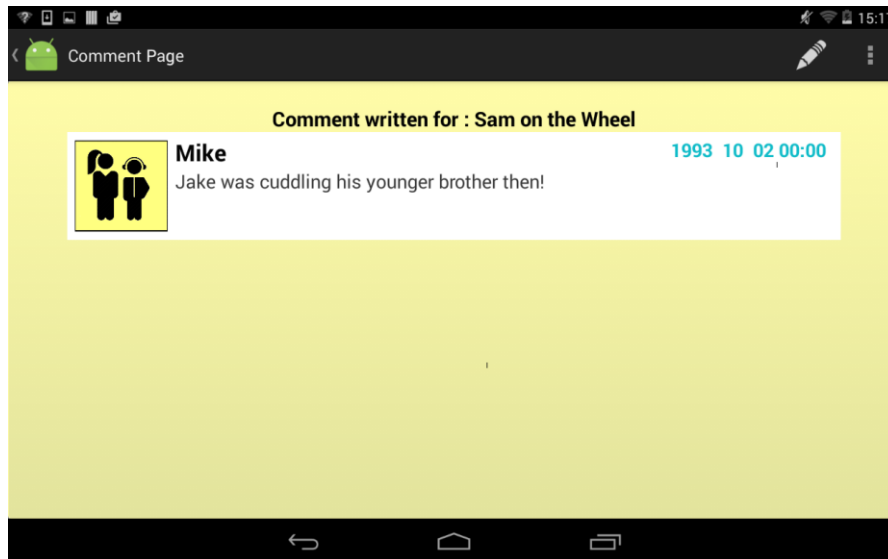 15:1
Comment Page
Comment written for : Sam on the Wheel
Mike
1993 10 02 00:00
Jake was cuddling his younger brother then!